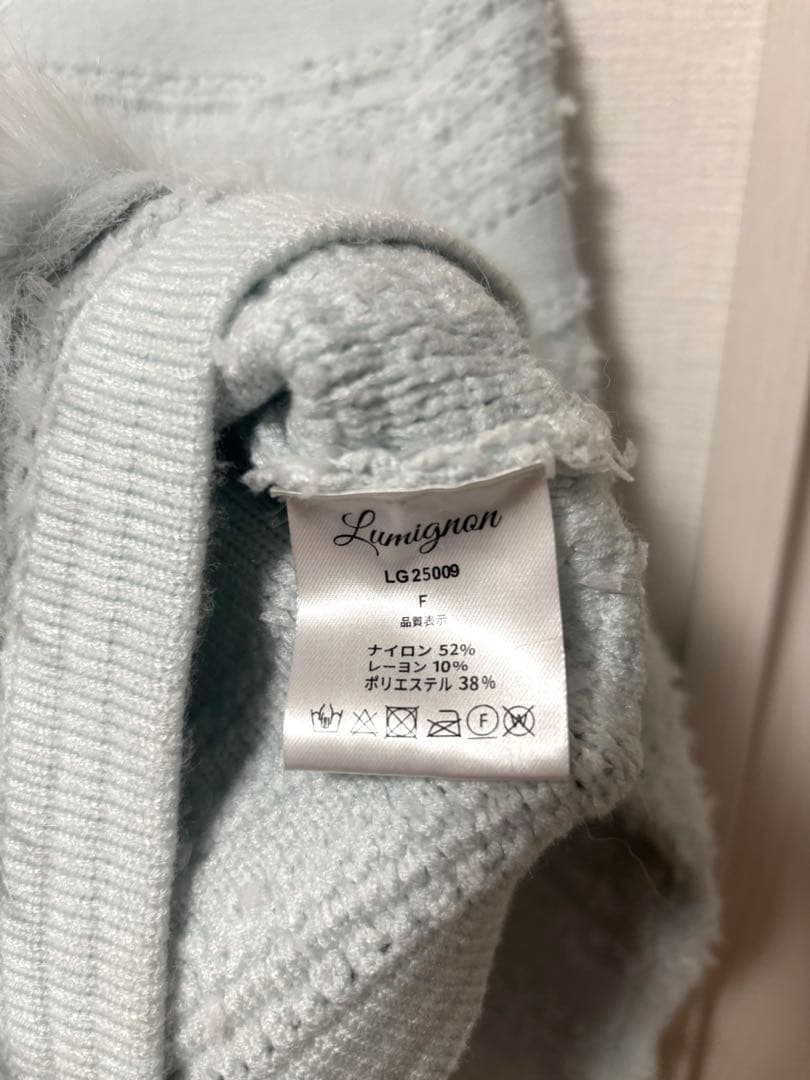 Lumignon
LG25009
F
品質表示
ナイロン 52%
レーヨン 10%
ポリエステル 38%
F W